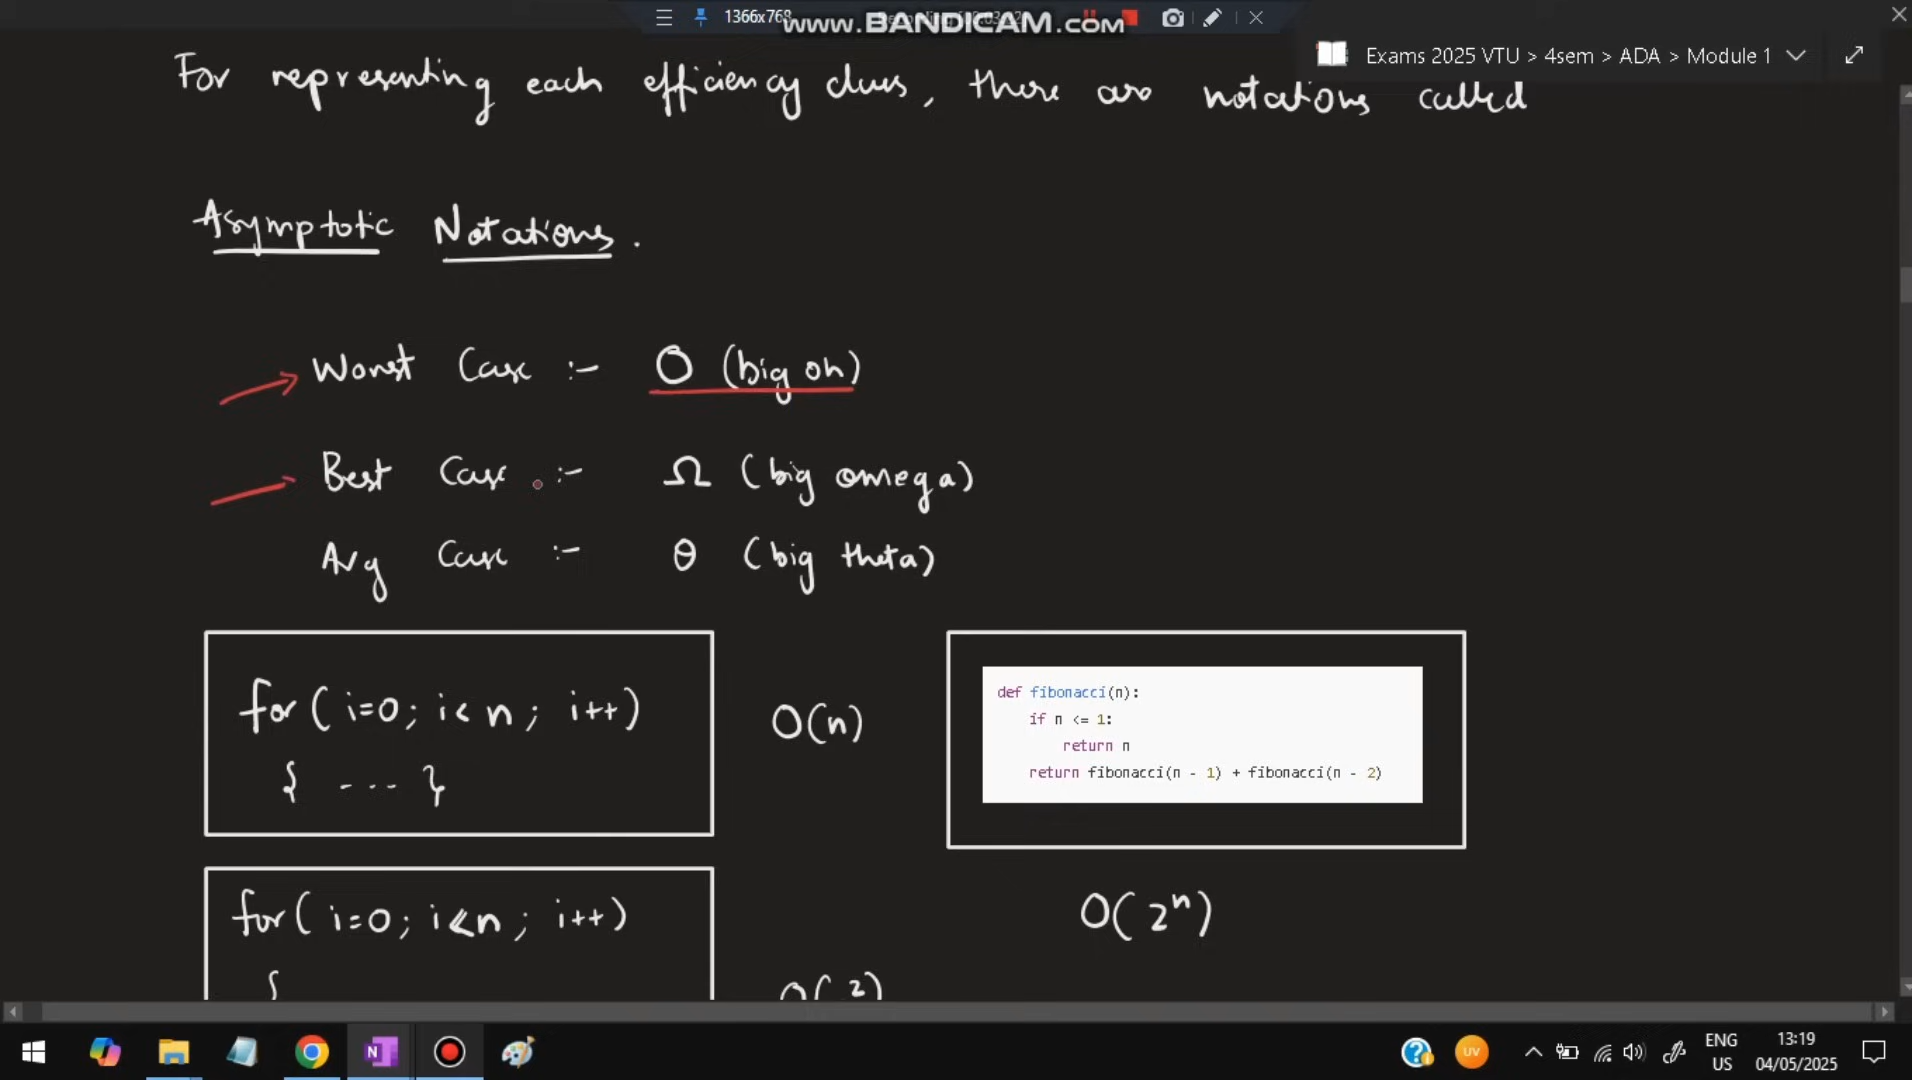 1366x768
www.BANDICAM.com
Exams 2025 VTU > 4sem > ADA > Module 1
For representing each efficiency class, there are notations called
Asymptotic Notations.
Worst Case :- O (big oh)
Best Case :- Ω (big omega)
Avg Case :- θ (big theta)
for( i=0; i< n; i++)
{ --- }
O(n)
def fibonacci(n):
if n <= 1:
return n
return fibonacci(n - 1) + fibonacci(n - 2)
for( i=0; i<n; i++)
{
O(2ⁿ)
N
UV
ENG
US
13:19
04/05/2025